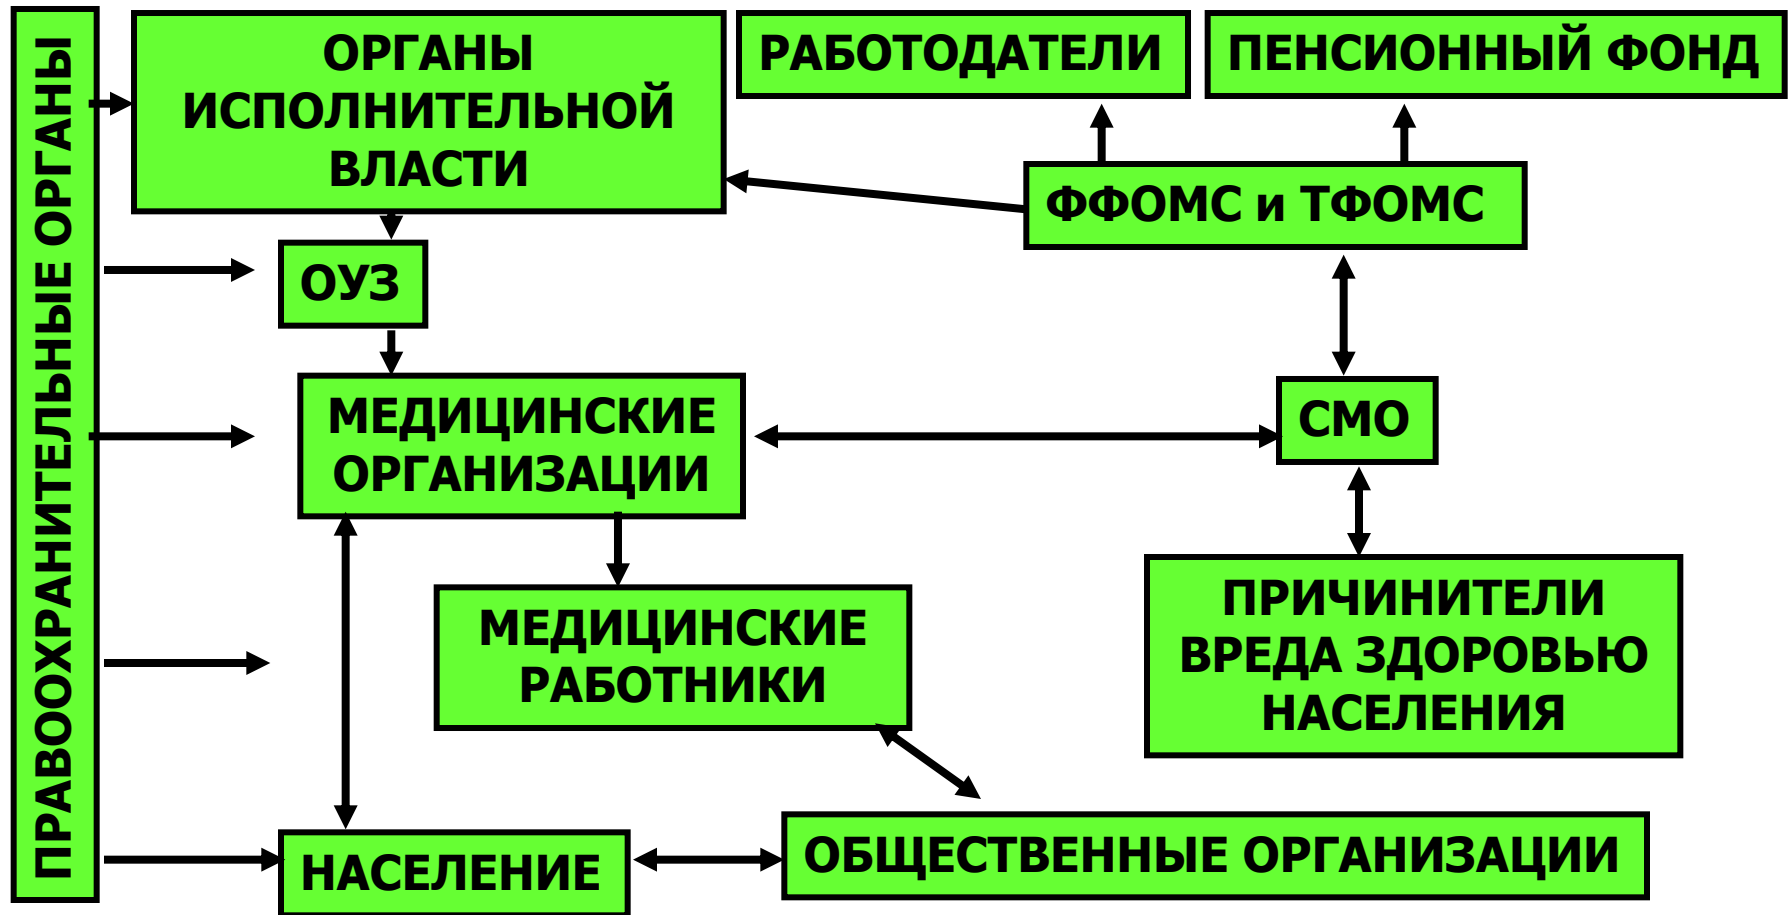 ПРАВООХРАНИТЕЛЬНЫЕ ОРГАНЫ
ОРГАНЫ
ИСПОЛНИТЕЛЬНОЙ
ВЛАСТИ
РАБОТОДАТЕЛИ
ПЕНСИОННЫЙ ФОНД
ФФОМС и ТФОМС
ОУЗ
МЕДИЦИНСКИЕ
ОРГАНИЗАЦИИ
СМО
МЕДИЦИНСКИЕ
РАБОТНИКИ
ПРИЧИНИТЕЛИ
ВРЕДА ЗДОРОВЬЮ
НАСЕЛЕНИЯ
НАСЕЛЕНИЕ
ОБЩЕСТВЕННЫЕ ОРГАНИЗАЦИИ